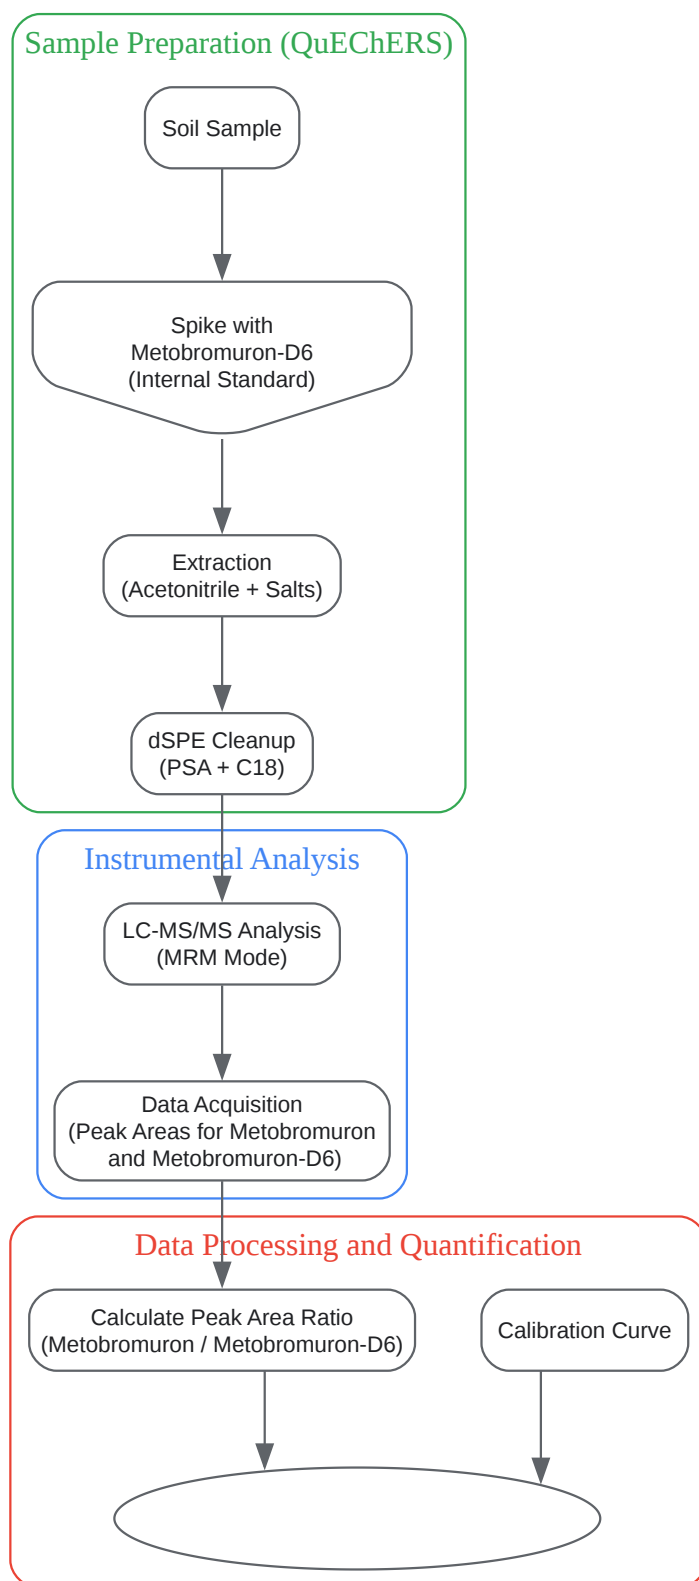 Sample Preparation (QuEChERS)
Soil Sample
Spike with
Metobromuron-D6
(Internal Standard)
Extraction
(Acetonitrile + Salts)
dSPE Cleanup
(PSA + C18)
Instrumental Analysis
LC-MS/MS Analysis
(MRM Mode)
Data Acquisition
(Peak Areas for Metobromuron
and Metobromuron-D6)
Data Processing and Quantification
Calculate Peak Area Ratio
(Metobromuron / Metobromuron-D6)
Calibration Curve